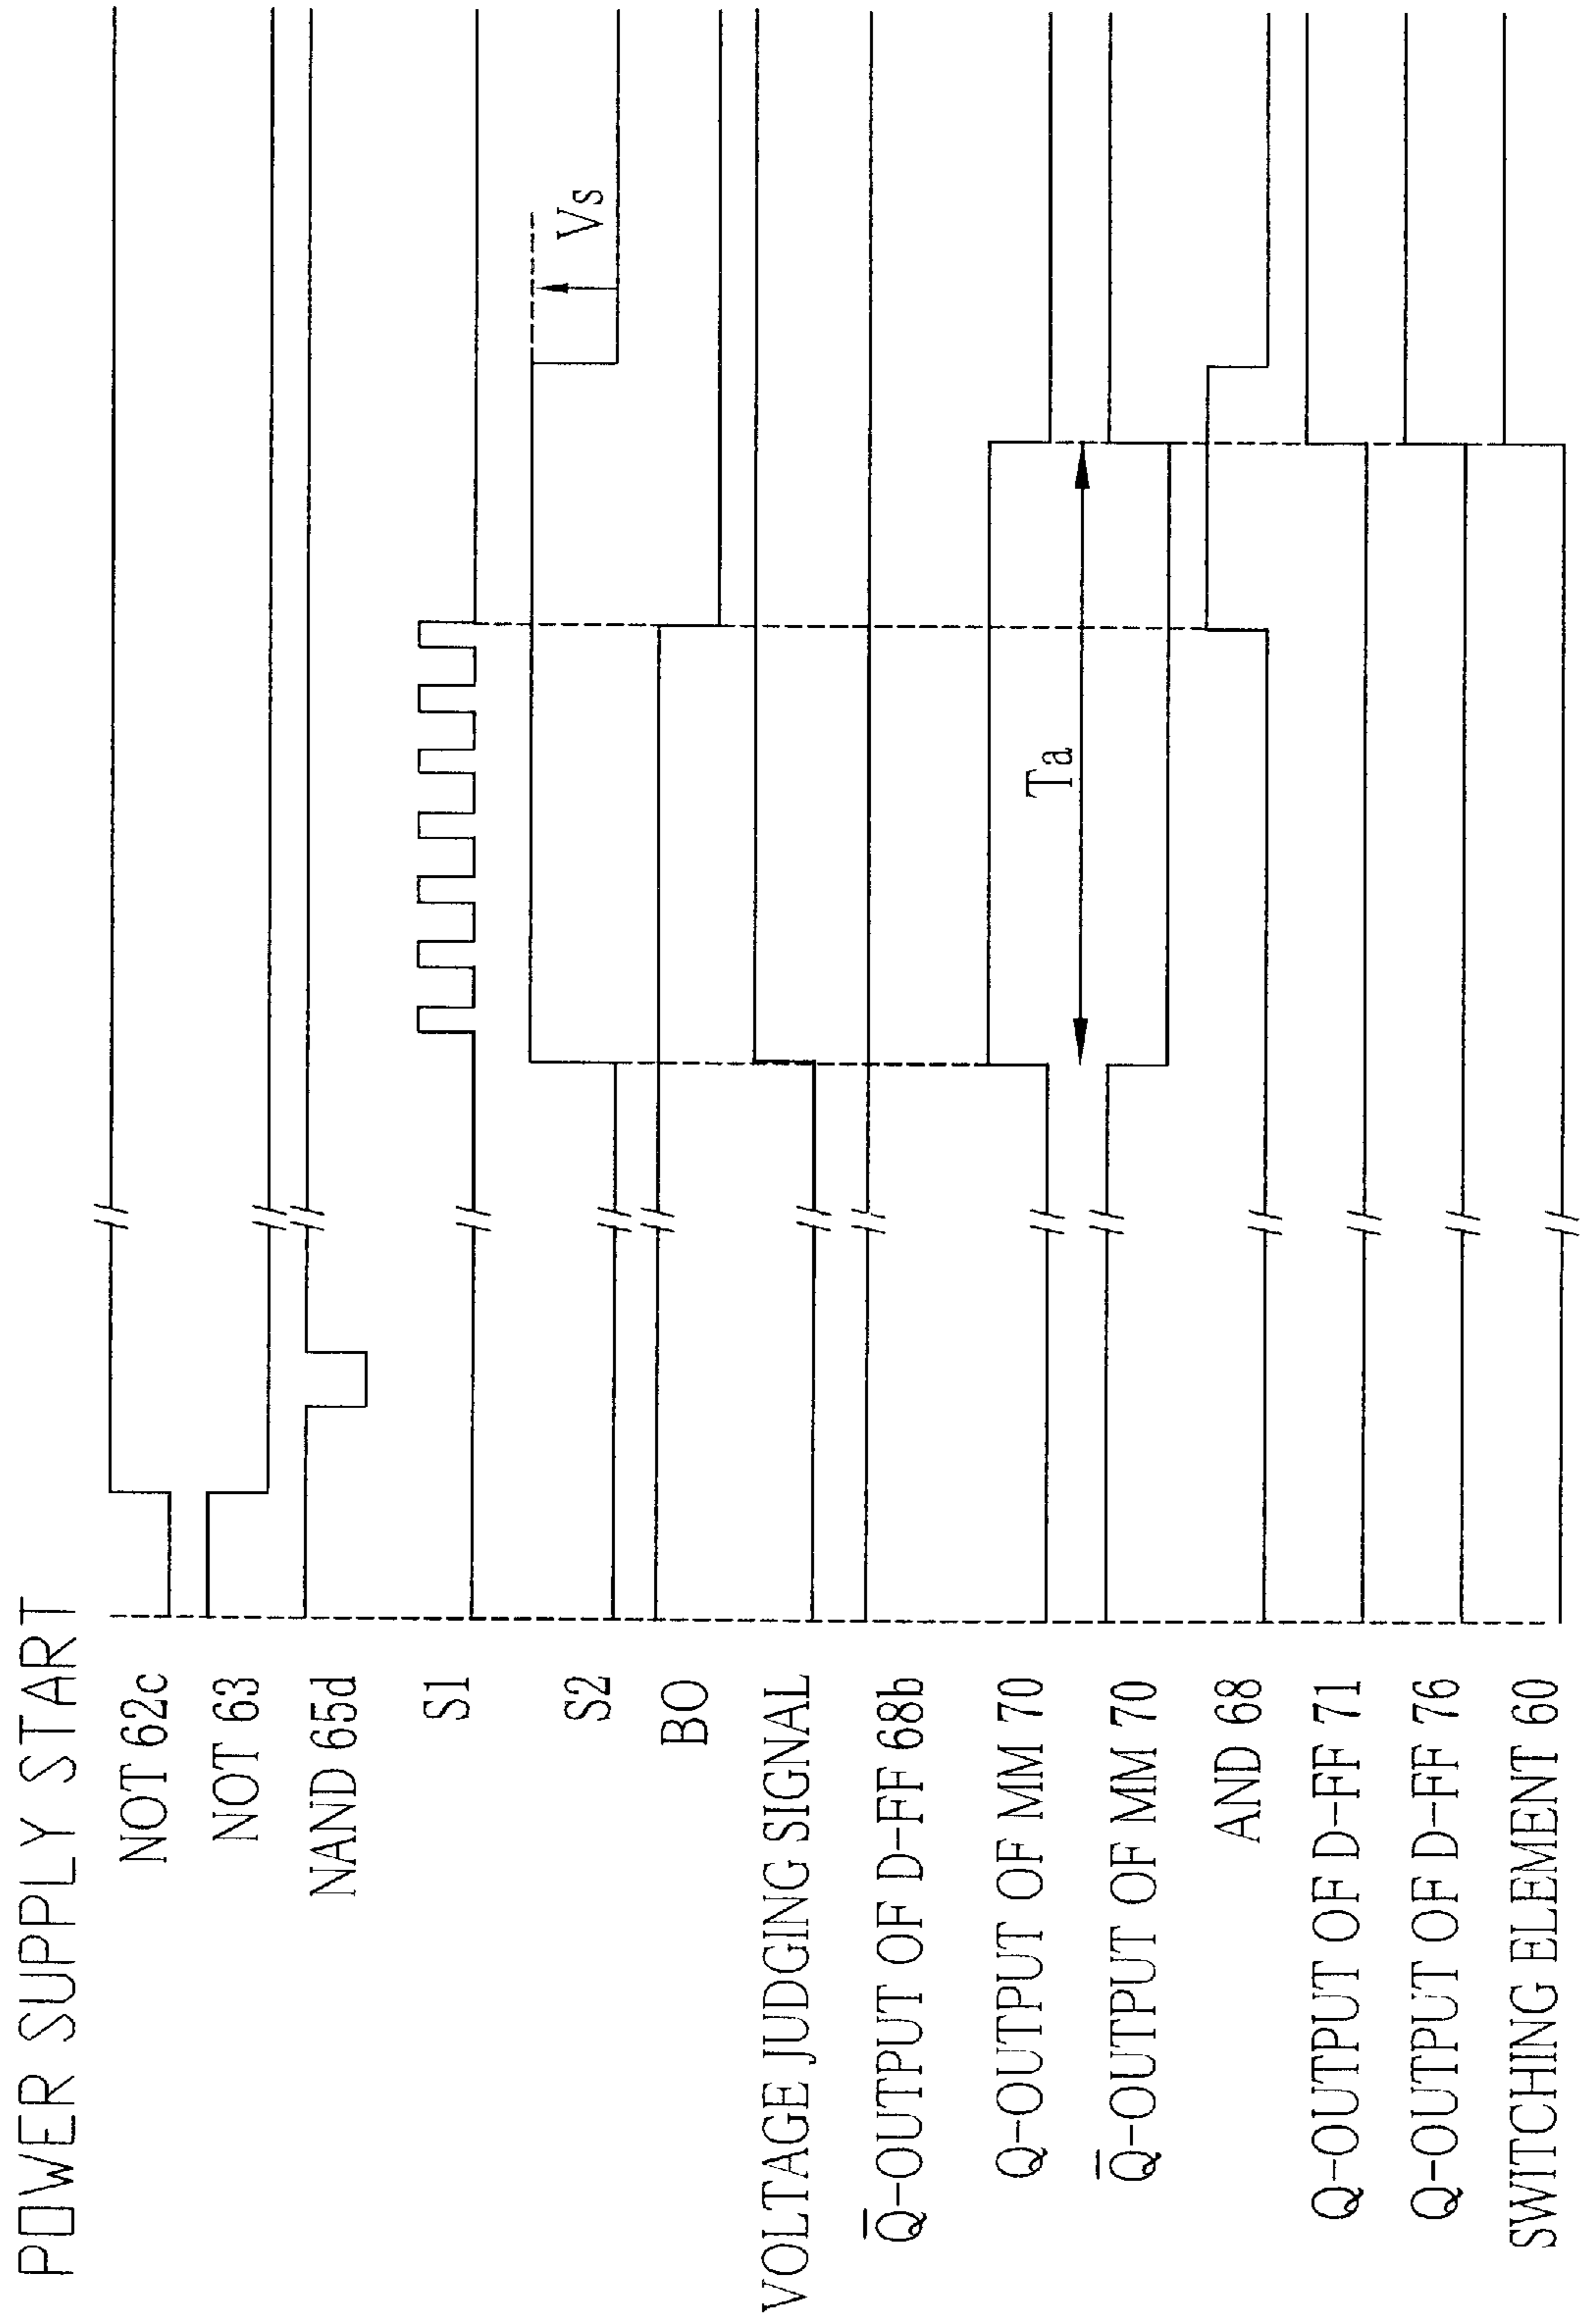 POWER SUPPLY START
NOT 62c
NOT 63
NAND 65d
S1
S2
Vs
BO
VOLTAGE JUDGING SIGNAL
Q̅-OUTPUT OF D-FF 68b
Q-OUTPUT OF MM 70
Ta
Q̅-OUTPUT OF MM 70
AND 68
Q-OUTPUT OF D-FF 71
Q-OUTPUT OF D-FF 76
SWITCHING ELEMENT 60